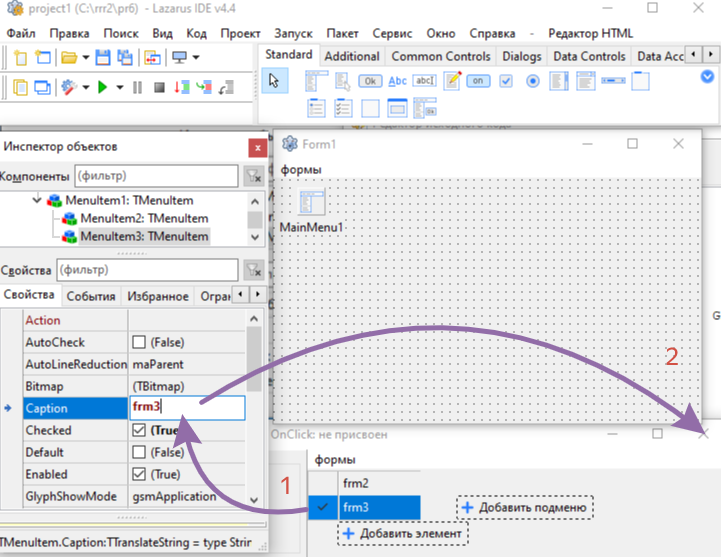 project1 (C:\rrr2\pr6) - Lazarus IDE v4.4
Файл Правка Поиск Вид Код Проект Запуск Пакет Сервис Окно Справка - Редактор HTML
Standard Additional Common Controls Dialogs Data Controls Data Acc
Ok Abc abc on
Инспектор объектов
Form1
Компоненты (фильтр)
формы
MenuItem1: TMenuItem
MenuItem2: TMenuItem
MenuItem3: TMenuItem
MainMenu1
Свойства (фильтр)
Свойства События Избранное Огран
G
Action
AutoCheck (False)
AutoLineReduction maParent
Bitmap (TBitmap)
2
Caption frm3
Checked (True)
OnClick: не присвоен
Default (False)
формы
Enabled (True)
frm2
1
GlyphShowMode gsmApplication
frm3 Добавить подменю
Добавить элемент
TMenuItem.Caption:TTranslateString = type Strin